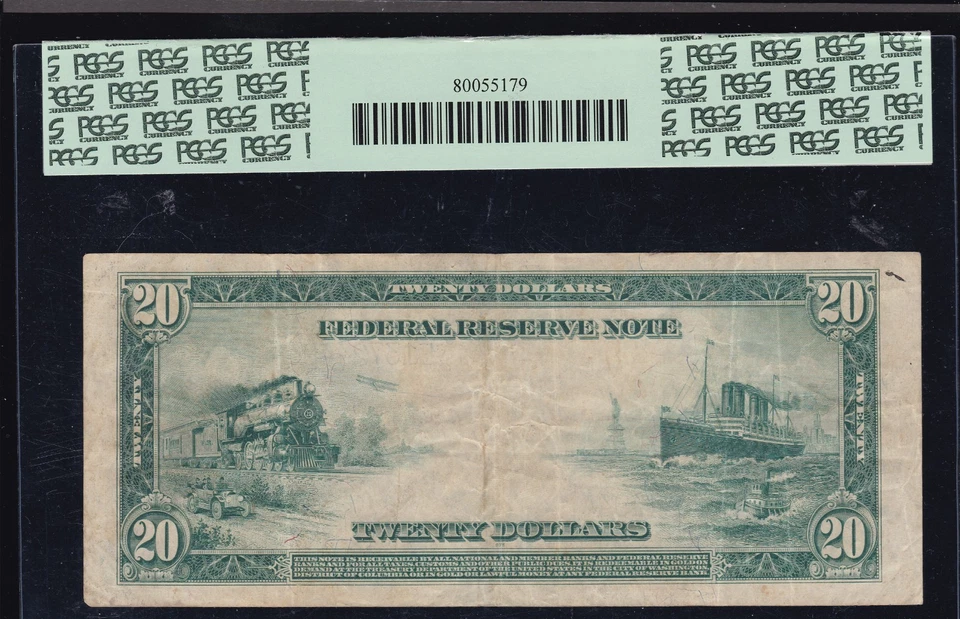 PCGS CURRENCY
80055179
TWENTY DOLLARS
20 20
FEDERAL RESERVE NOTE
TWENTY TWENTY
TWENTY DOLLARS
20 20
THIS NOTE IS RECEIVABLE BY ALL NATIONAL AND MEMBER BANKS AND FEDERAL RESERVE
BANKS AND FOR ALL TAXES, CUSTOMS AND OTHER PUBLIC DUES. IT IS REDEEMABLE IN GOLD ON
DEMAND AT THE TREASURY DEPARTMENT OF THE UNITED STATES IN THE CITY OF WASHINGTON,
DISTRICT OF COLUMBIA OR IN GOLD OR LAWFUL MONEY AT ANY FEDERAL RESERVE BANK.